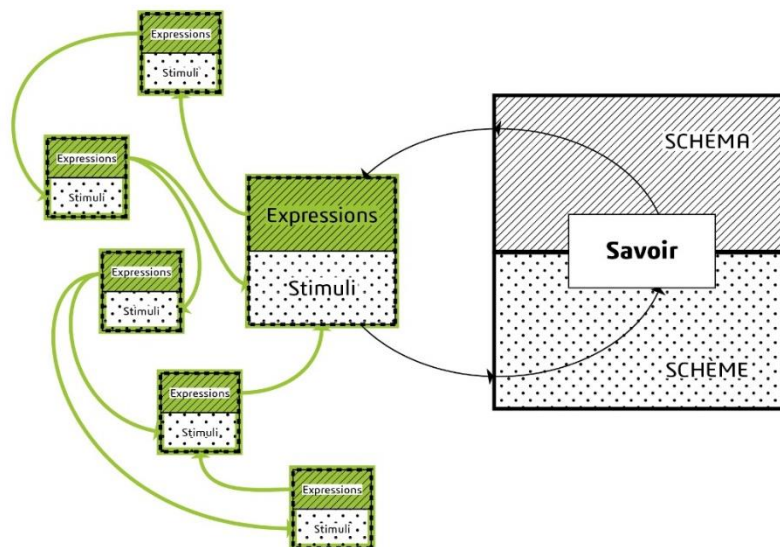 Expressions
Stimuli
Expressions
Stimuli
Expressions
Stimuli
Expressions
Stimuli
Expressions
Stimuli
Expressions
Stimuli
SCHÉMA
Savoir
SCHÈME